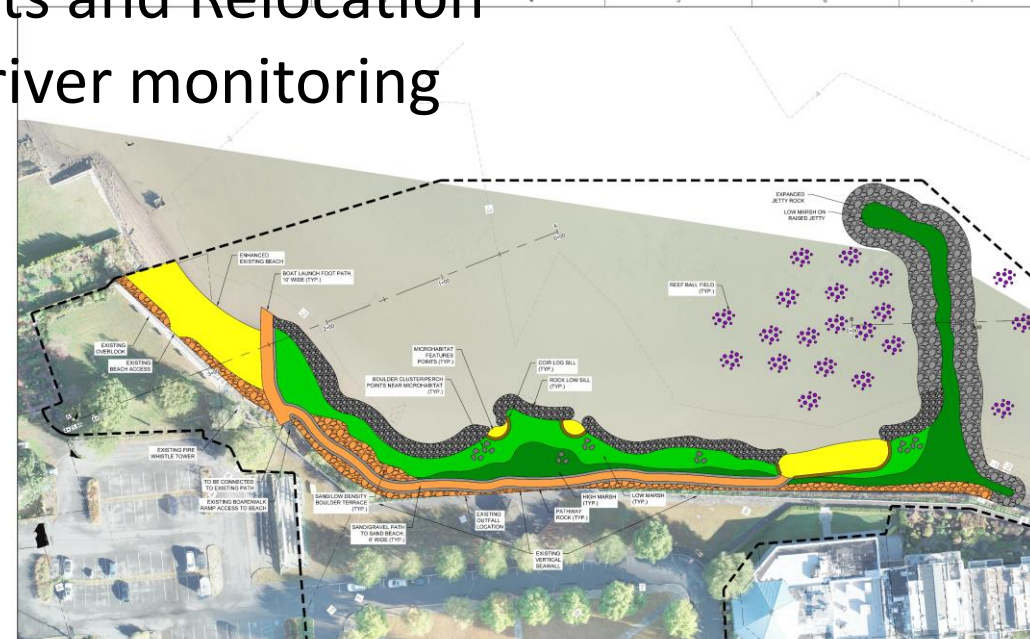 ts and Relocation
river monitoring
EXPANDED
JETTY ROCK
LOW MARSH ON
RAISED JETTY
ENHANCED
EXISTING BEACH
BOAT LAUNCH FOOT PATH,
10' WIDE (TYP.)
REEF BALL FIELD
(TYP.)
EXISTING
OVERLOOK
EXISTING
BEACH ACCESS
MICROHABITAT
FEATURES
POINTS (TYP.)
COIR LOG SILL
(TYP.)
ROCK LOW SILL
(TYP.)
BOULDER CLUSTER/PERCH
POINTS NEAR MICROHABITAT
(TYP.)
EXISTING FIRE
WHISTLE TOWER
TO BE CONNECTED
TO EXISTING PATH
EXISTING BOARDWALK
RAMP ACCESS TO BEACH
SAND/LOW DENSITY
BOULDER TERRACE
(TYP.)
SAND/GRAVEL PATH
TO SAND BEACH,
6' WIDE (TYP.)
EXISTING
OUTFALL
LOCATION
HIGH MARSH
(TYP.)
LOW MARSH
(TYP.)
PATHWAY
ROCK (TYP.)
EXISTING
VERTICAL
SEAWALL